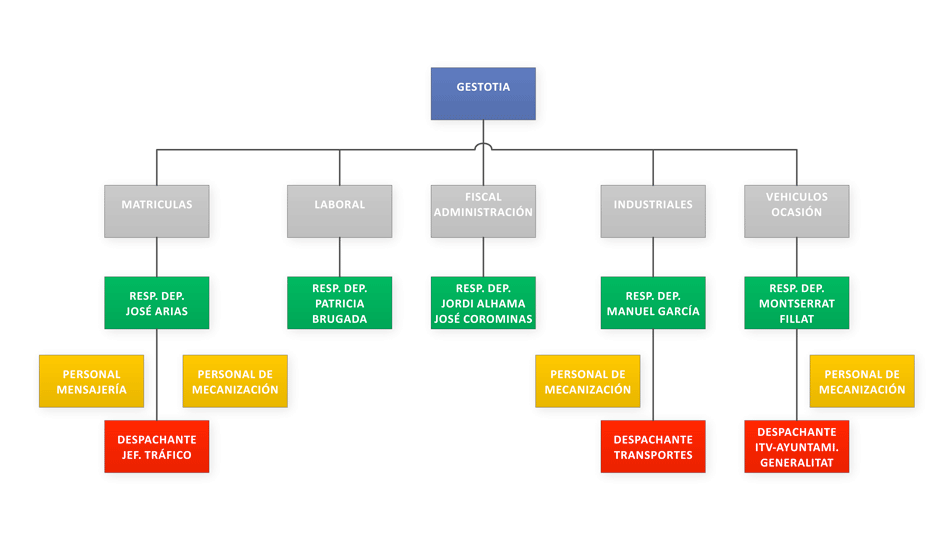 GESTOTIA
MATRICULAS
LABORAL
FISCAL
ADMINISTRACIÓN
INDUSTRIALES
VEHICULOS
OCASIÓN
RESP. DEP.
JOSÉ ARIAS
RESP. DEP.
PATRICIA
BRUGADA
RESP. DEP.
JORDI ALHAMA
JOSÉ COROMINAS
RESP. DEP.
MANUEL GARCÍA
RESP. DEP.
MONTSERRAT
FILLAT
PERSONAL
MENSAJERÍA
PERSONAL DE
MECANIZACIÓN
PERSONAL DE
MECANIZACIÓN
PERSONAL DE
MECANIZACIÓN
DESPACHANTE
JEF. TRÁFICO
DESPACHANTE
TRANSPORTES
DESPACHANTE
ITV-AYUNTAMI.
GENERALITAT